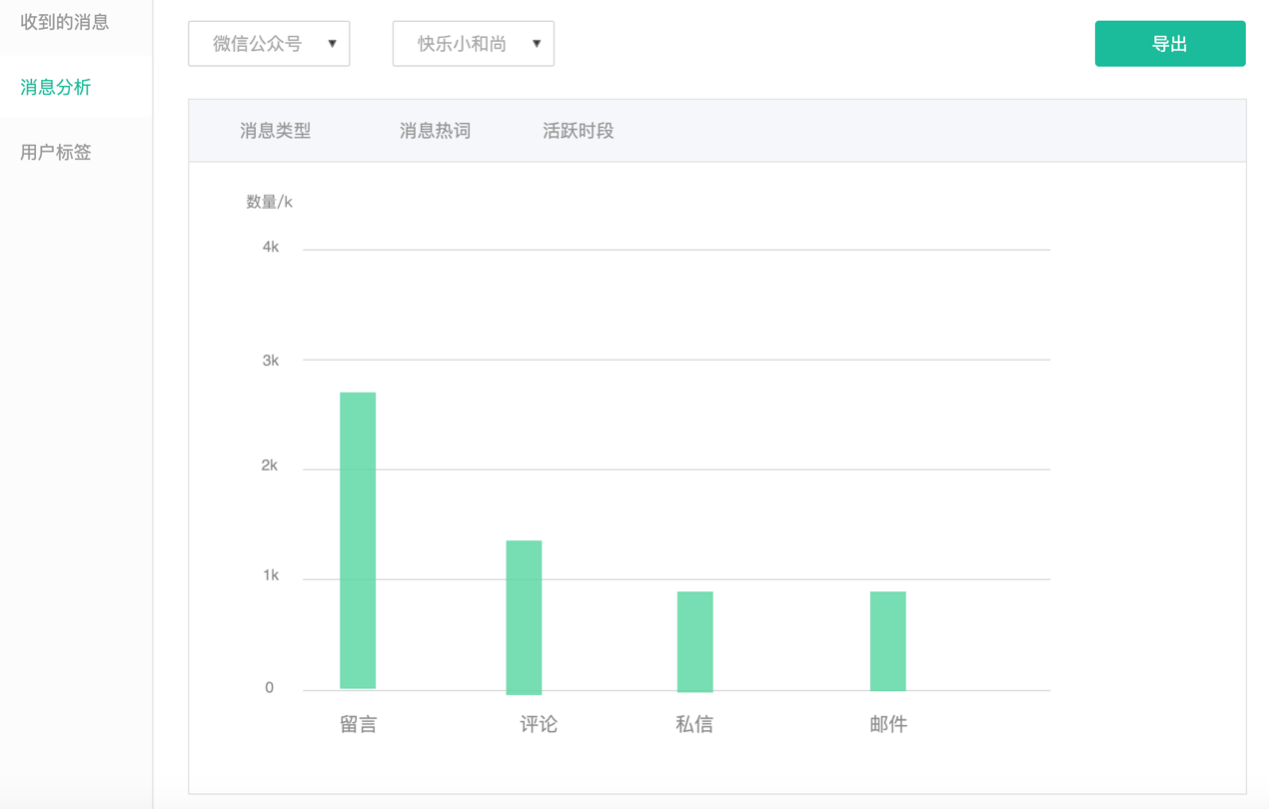 收到的消息
消息分析
用户标签
微信公众号 ▼
快乐小和尚 ▼
导出
消息类型 消息热词 活跃时段
数量/k
4k
3k
2k
1k
0
留言 评论 私信 邮件